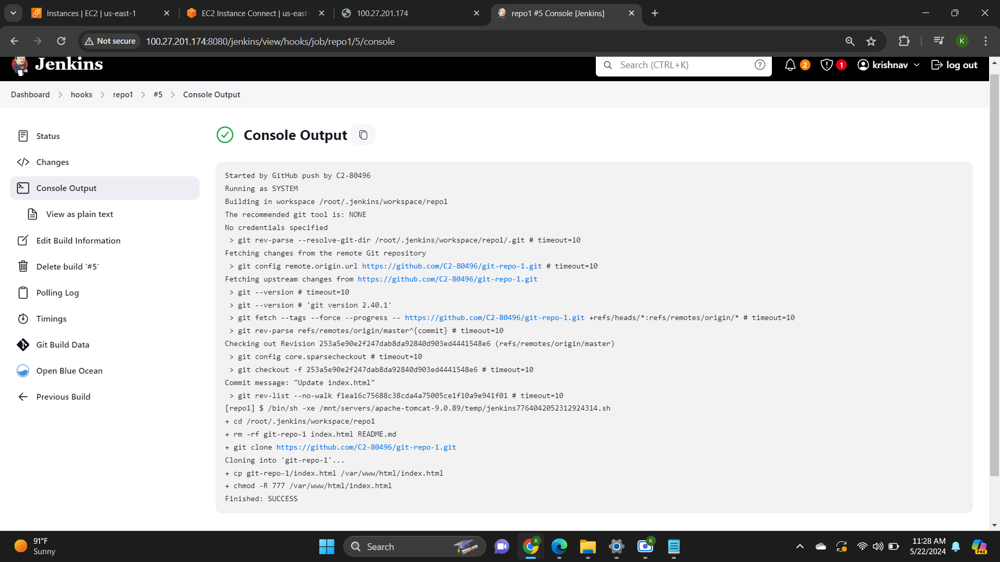 Instances | EC2 | us-east-1
EC2 Instance Connect | us-east-
100.27.201.174
repo1 #5 Console [Jenkins]
Not secure
100.27.201.174:8080/jenkins/view/hooks/job/repo1/5/console
K
Jenkins
Search (CTRL+K)
?
2
1
krishnav
log out
Dashboard
hooks
repo1
#5
Console Output
Status
Changes
Console Output
View as plain text
Edit Build Information
Delete build ‘#5’
Polling Log
Timings
Git Build Data
Open Blue Ocean
Previous Build
Console Output
Started by GitHub push by C2-80496
Running as SYSTEM
Building in workspace /root/.jenkins/workspace/repo1
The recommended git tool is: NONE
No credentials specified
 > git rev-parse --resolve-git-dir /root/.jenkins/workspace/repo1/.git # timeout=10
Fetching changes from the remote Git repository
 > git config remote.origin.url https://github.com/C2-80496/git-repo-1.git # timeout=10
Fetching upstream changes from https://github.com/C2-80496/git-repo-1.git
 > git --version # timeout=10
 > git --version # 'git version 2.40.1'
 > git fetch --tags --force --progress -- https://github.com/C2-80496/git-repo-1.git +refs/heads/*:refs/remotes/origin/* # timeout=10
 > git rev-parse refs/remotes/origin/master^{commit} # timeout=10
Checking out Revision 253a5e90e2f247dab8da92840d903ed4441548e6 (refs/remotes/origin/master)
 > git config core.sparsecheckout # timeout=10
 > git checkout -f 253a5e90e2f247dab8da92840d903ed4441548e6 # timeout=10
Commit message: "Update index.html"
 > git rev-list --no-walk f1ea16c75688c38cda4a75005ce1f10a9e941f01 # timeout=10
[repo1] $ /bin/sh -xe /mnt/servers/apache-tomcat-9.0.89/temp/jenkins7764042052312924314.sh
+ cd /root/.jenkins/workspace/repo1
+ rm -rf git-repo-1 index.html README.md
+ git clone https://github.com/C2-80496/git-repo-1.git
Cloning into 'git-repo-1'...
+ cp git-repo-1/index.html /var/www/html/index.html
+ chmod -R 777 /var/www/html/index.html
Finished: SUCCESS
91°F
Sunny
Search
K
K
11:28 AM
5/22/2024
PRE